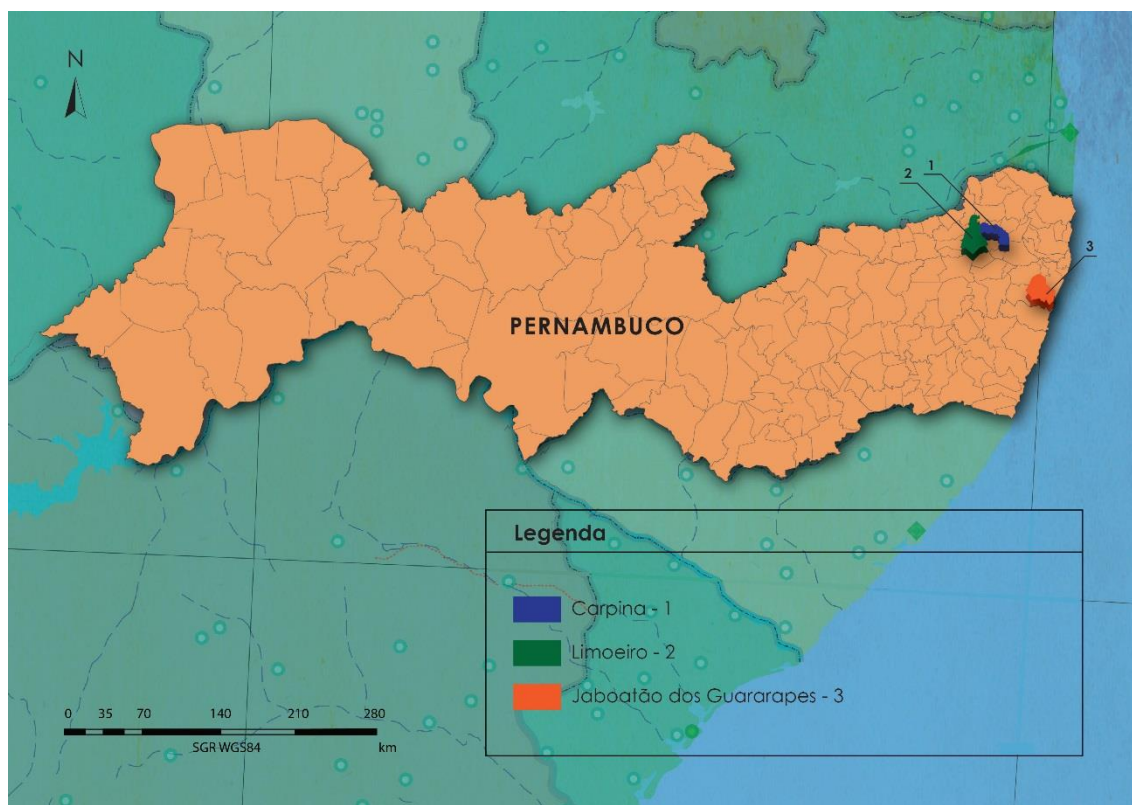 N
1
2
3
PERNAMBUCO
Legenda
Carpina - 1
Limoeiro - 2
Jaboatão dos Guararapes - 3
0 35 70 140 210 280
SGR WGS84 km